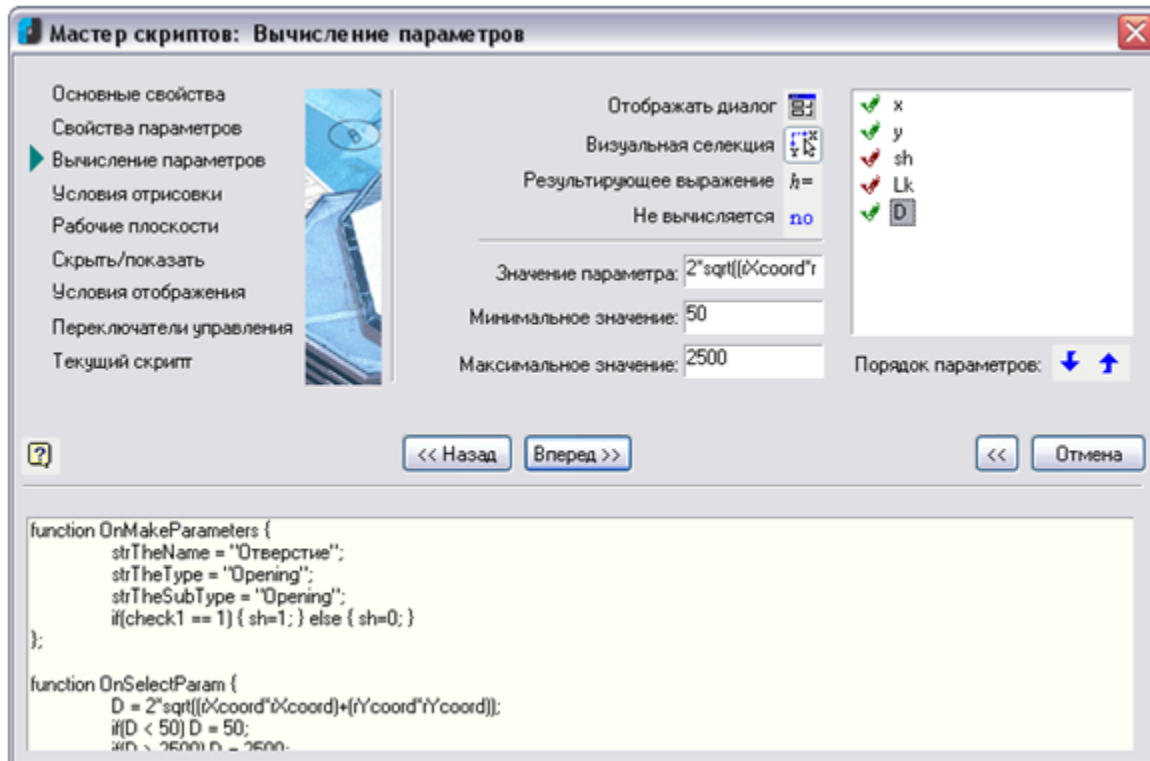 Мастер скриптов: Вычисление параметров
Основные свойства
Свойства параметров
Вычисление параметров
Условия отрисовки
Рабочие плоскости
Скрыть/показать
Условия отображения
Переключатели управления
Текущий скрипт
Отображать диалог
Визуальная селекция
Результирующее выражение h=
Не вычисляется no
Значение параметра: 2*sqrt((iXcoord*i
Минимальное значение: 50
Максимальное значение: 2500
x
y
sh
Lk
D
Порядок параметров:
<< Назад
Вперед >>
<<
Отмена
function OnMakeParameters {
strTheName = "Отверстие";
strTheType = "Opening";
strTheSubType = "Opening";
if(check1 == 1) { sh=1; } else { sh=0; }
};
function OnSelectParam {
D = 2*sqrt((iXcoord*iXcoord)+(iYcoord*iYcoord));
if(D < 50) D = 50;
if(D > 2500) D = 2500;